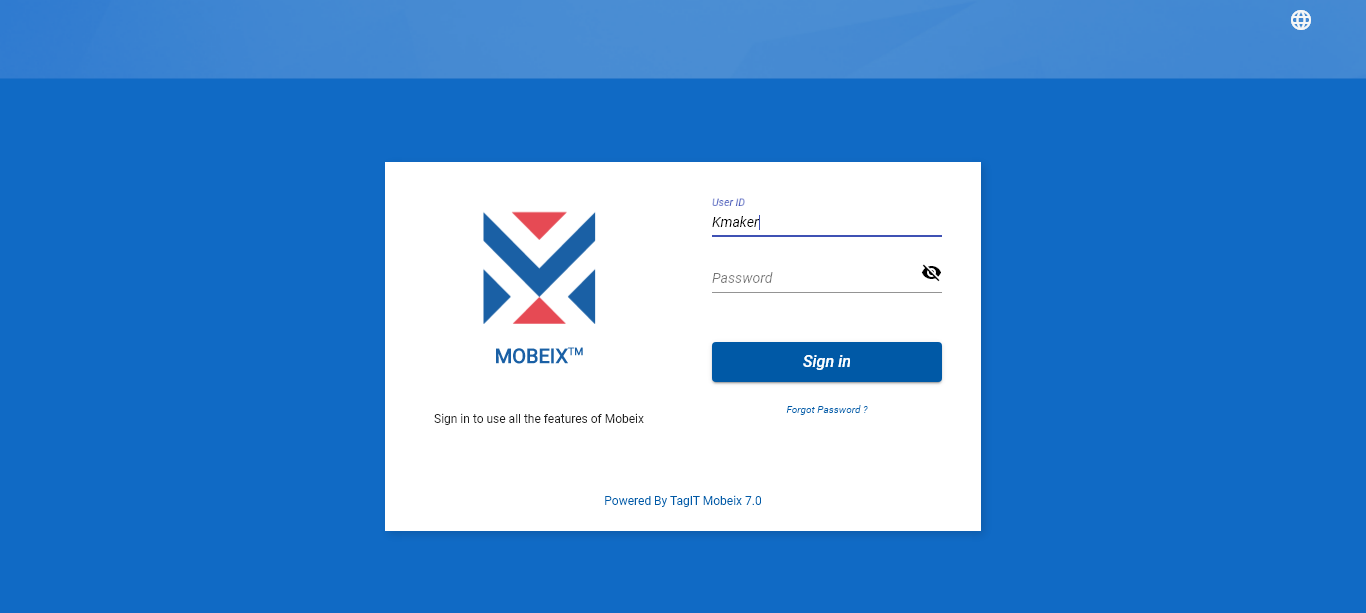 User ID
Kmaker
Password
MOBEIX™
Sign in
Forgot Password ?
Sign in to use all the features of Mobeix
Powered By TagIT Mobeix 7.0